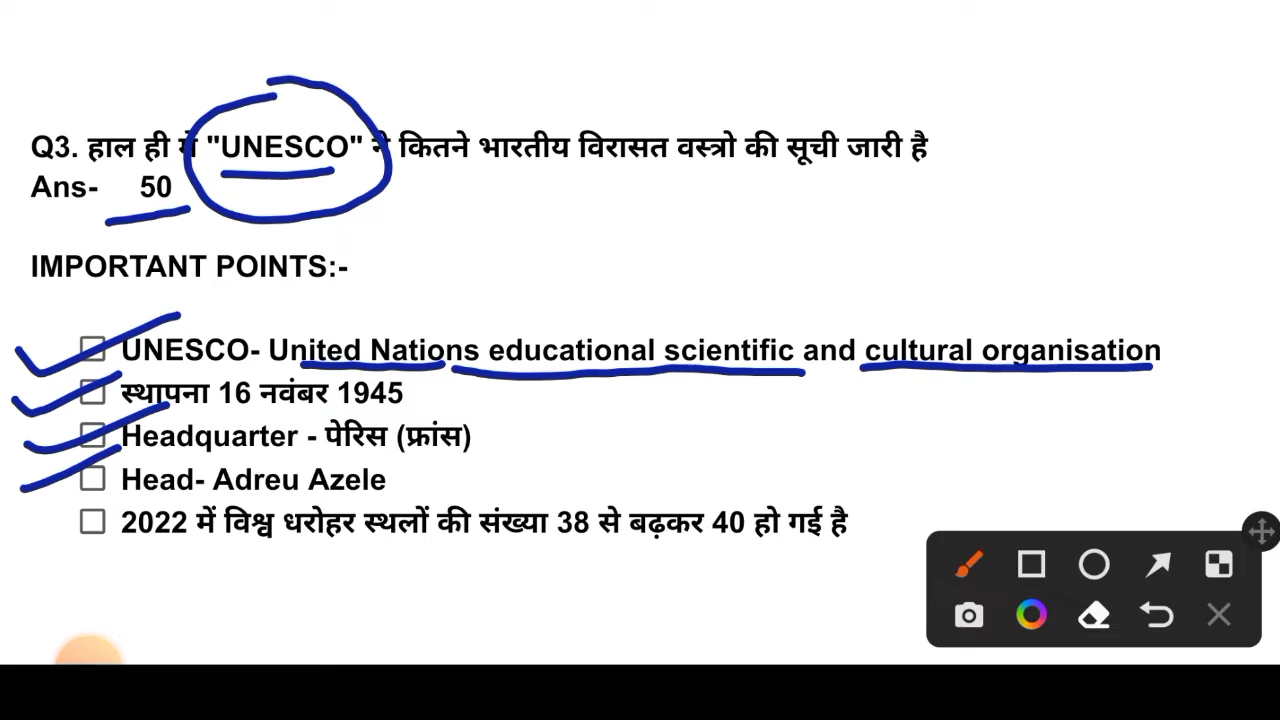 Q3. हाल ही में "UNESCO" ने कितने भारतीय विरासत वस्त्रो की सूची जारी है
Ans- 50
IMPORTANT POINTS:-
UNESCO- United Nations educational scientific and cultural organisation
स्थापना 16 नवंबर 1945
Headquarter - पेरिस (फ्रांस)
Head- Adreu Azele
2022 में विश्व धरोहर स्थलों की संख्या 38 से बढ़कर 40 हो गई है